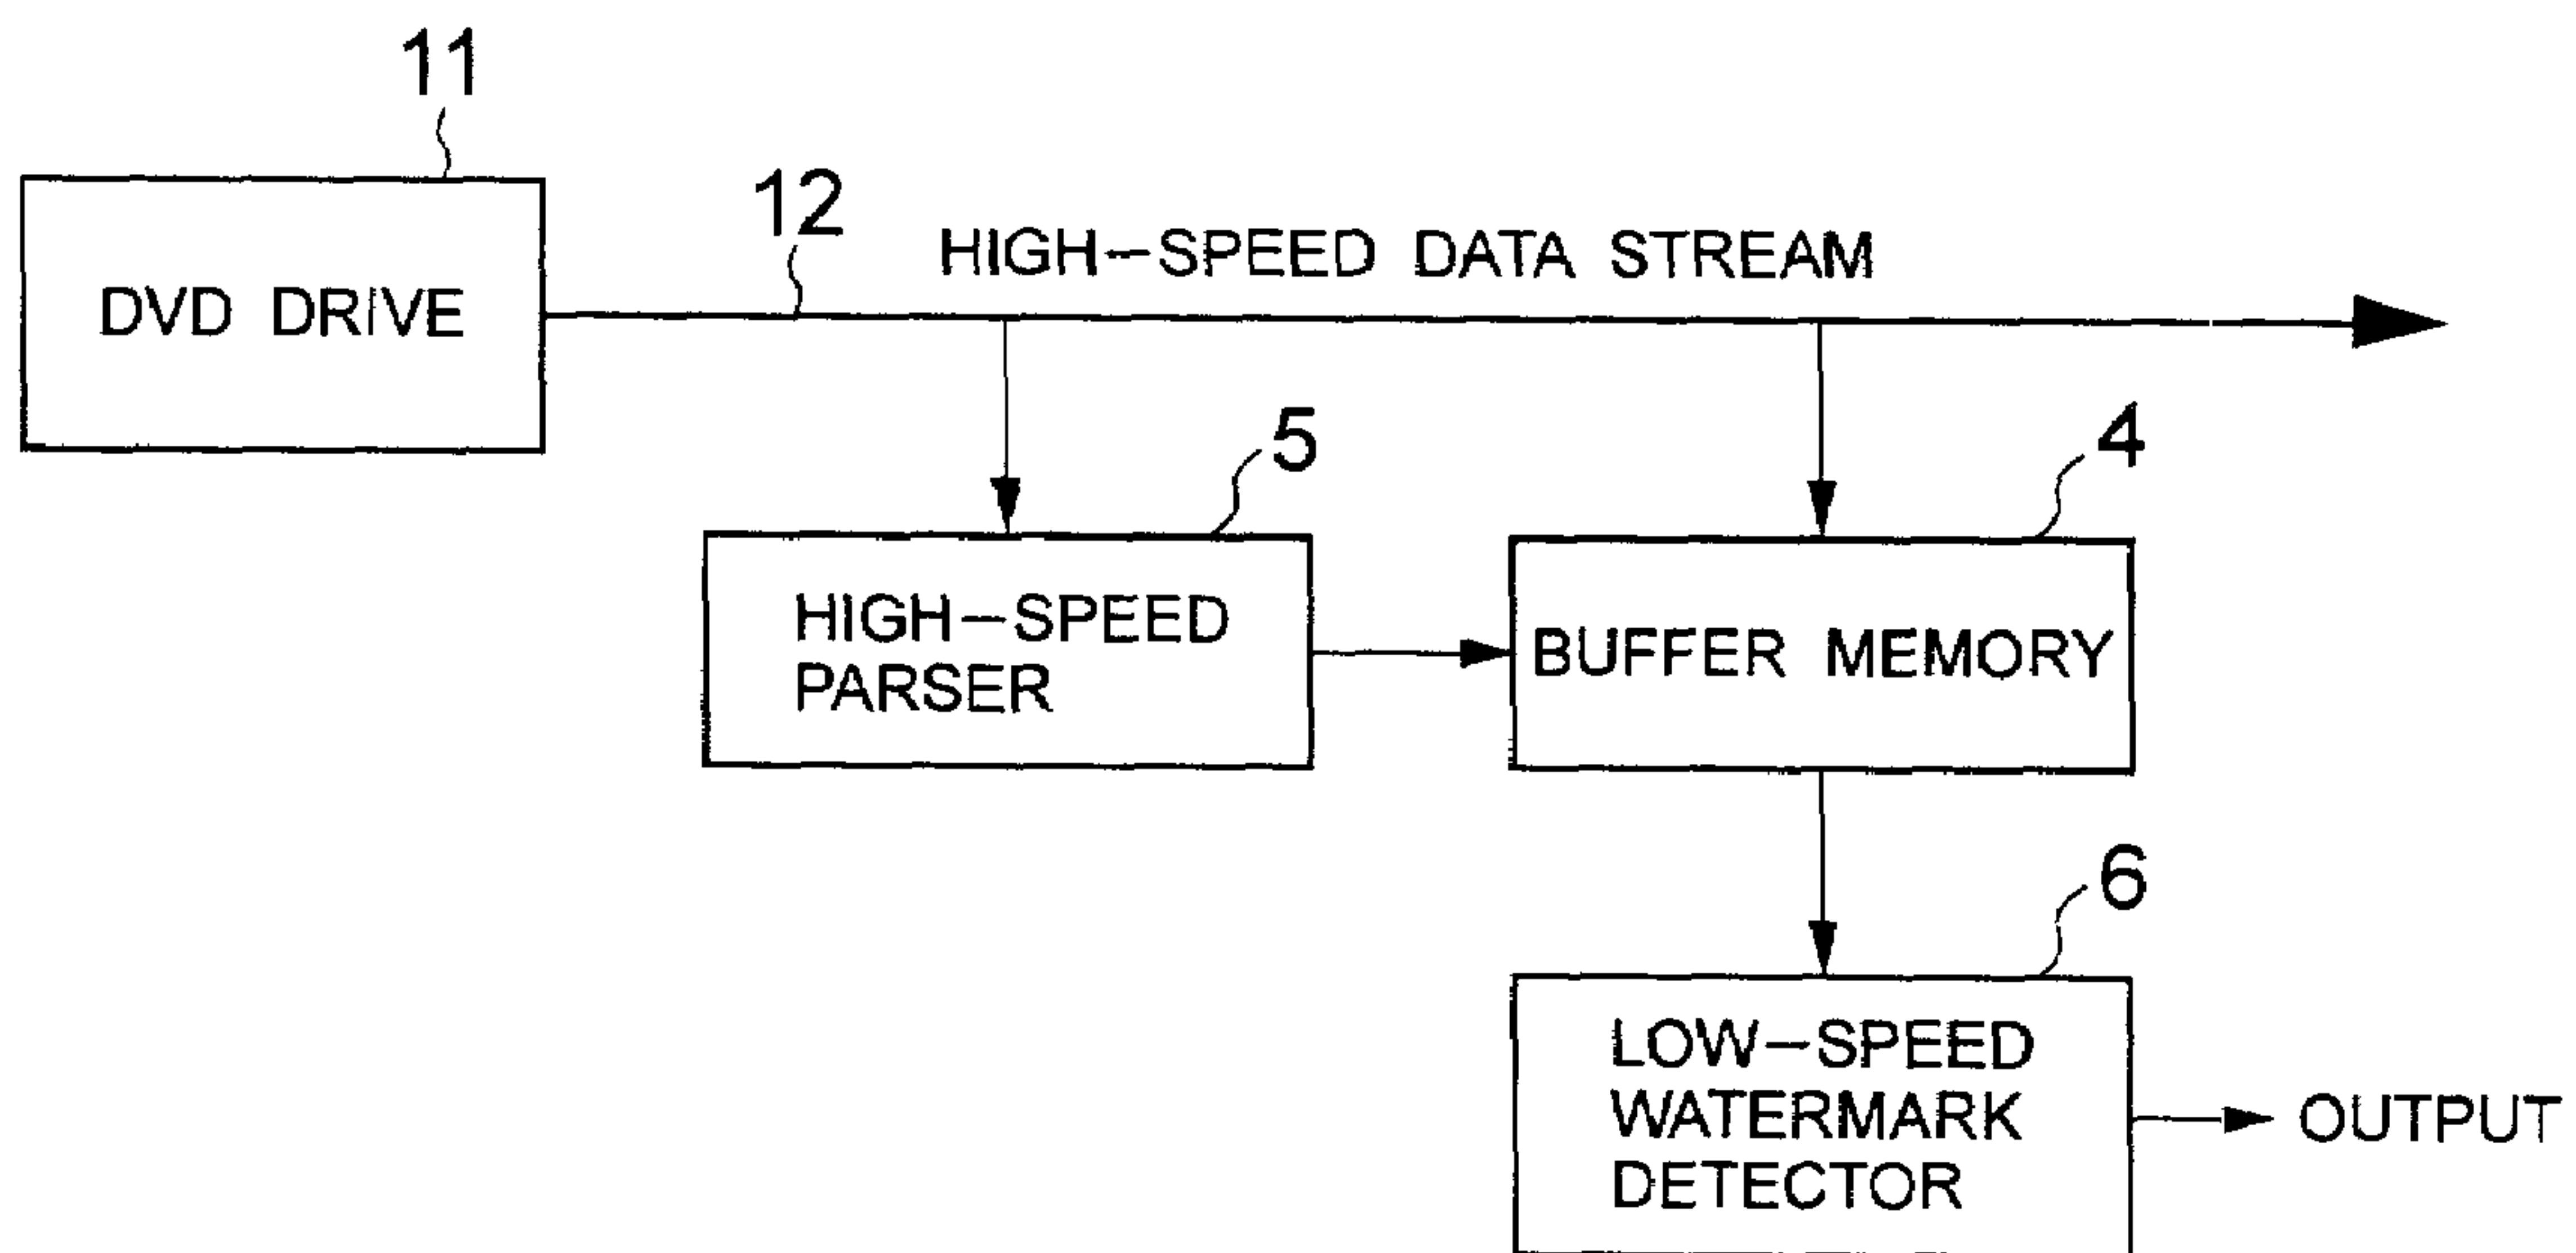 11
12
HIGH-SPEED DATA STREAM
DVD DRIVE
5
4
HIGH-SPEED
PARSER
BUFFER MEMORY
6
LOW-SPEED
WATERMARK
DETECTOR
OUTPUT